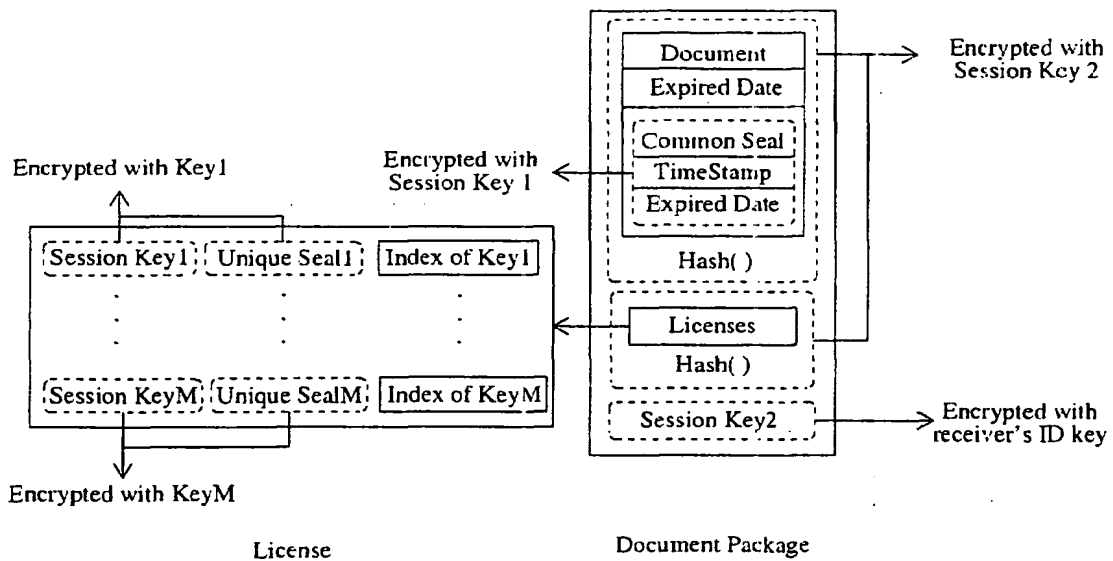 Document
Expired Date
Common Seal
TimeStamp
Expired Date
Hash( )
Licenses
Hash( )
Session Key2
Encrypted with
Session Key 2
Encrypted with
Session Key 1
Encrypted with
receiver's ID key
Encrypted with Key1
Session Key1 Unique Seal1 Index of Key1
Session KeyM Unique SealM Index of KeyM
Encrypted with KeyM
License
Document Package